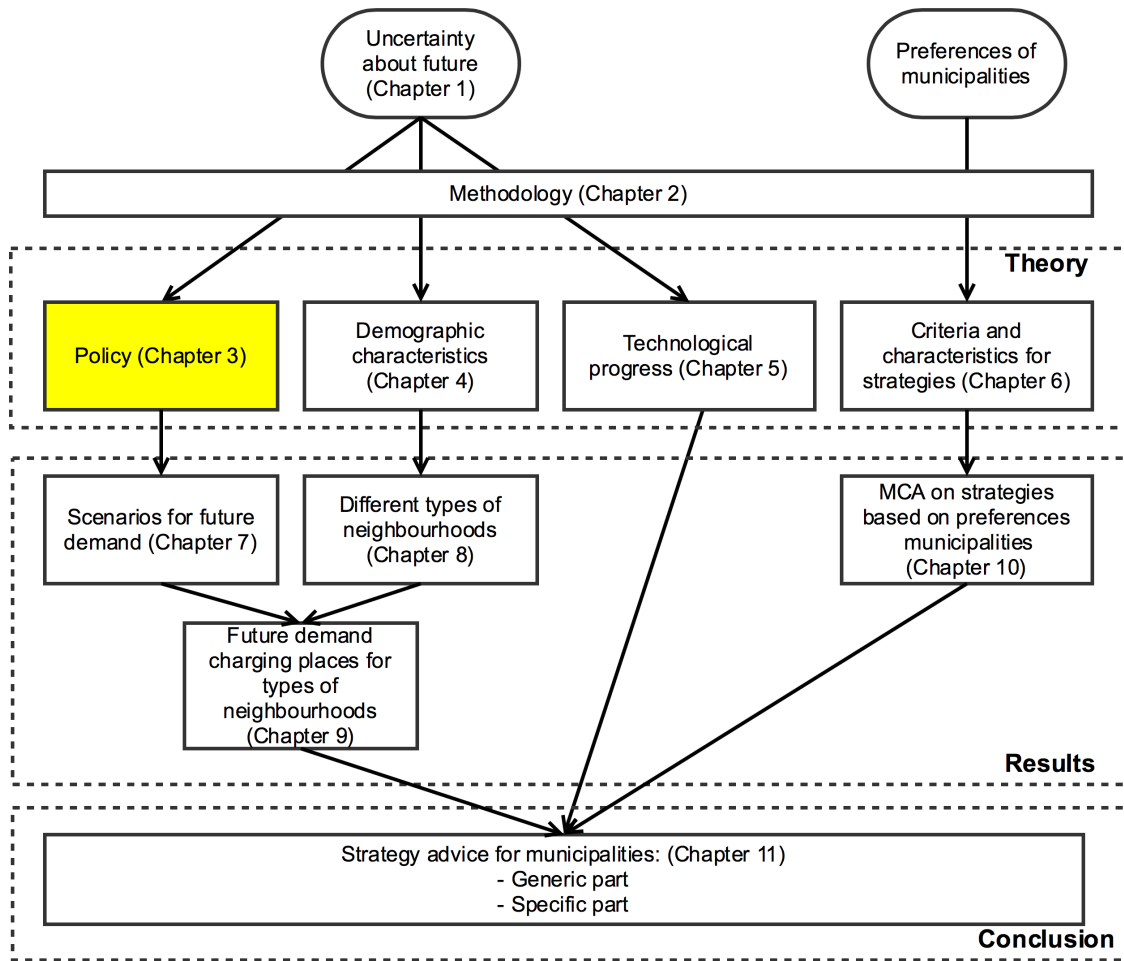 Uncertainty
about future
(Chapter 1)
Preferences of
municipalities
Methodology (Chapter 2)
Theory
Policy (Chapter 3)
Demographic
characteristics
(Chapter 4)
Technological
progress (Chapter 5)
Criteria and
characteristics for
strategies (Chapter 6)
Scenarios for future
demand (Chapter 7)
Different types of
neighbourhoods
(Chapter 8)
MCA on strategies
based on preferences
municipalities
(Chapter 10)
Future demand
charging places for
types of
neighbourhoods
(Chapter 9)
Results
Strategy advice for municipalities: (Chapter 11)
- Generic part
- Specific part
Conclusion